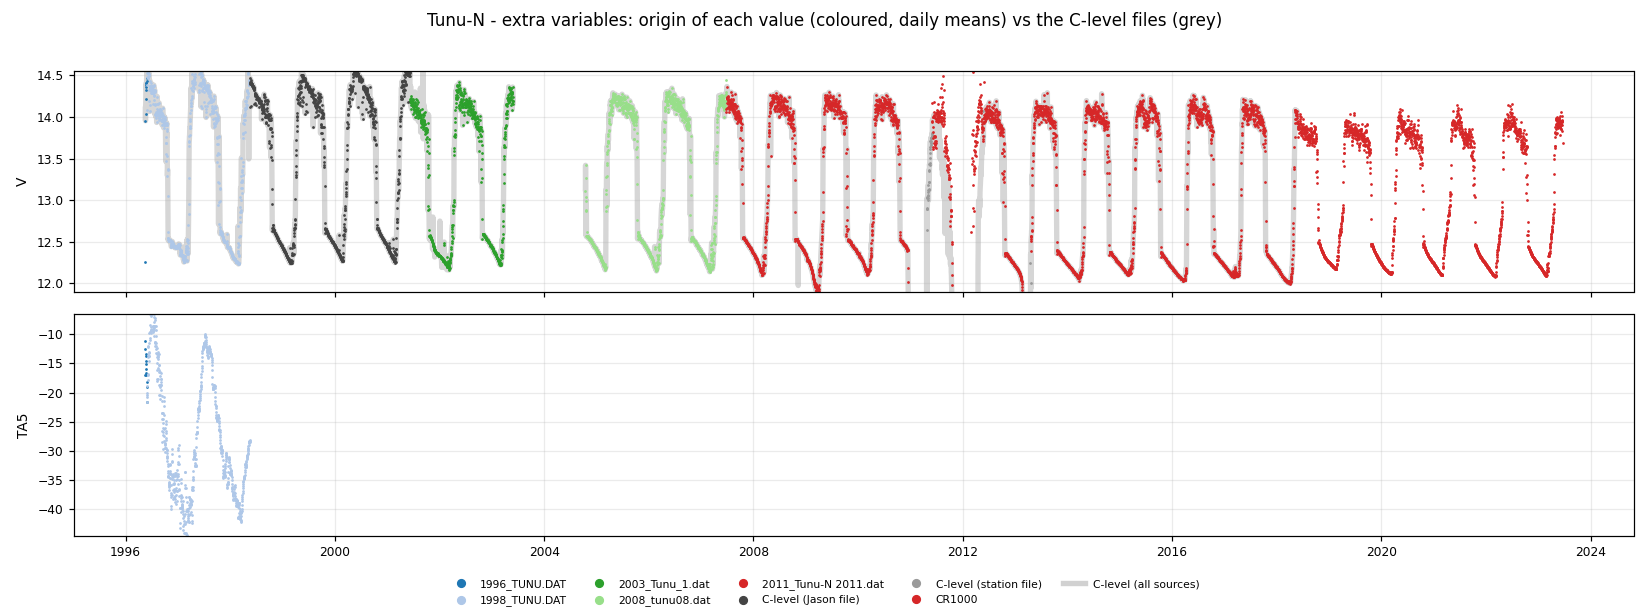 Tunu-N - extra variables: origin of each value (coloured, daily means) vs the C-level files (grey)
14.5
14.0
13.5
13.0
12.5
12.0
V
−10
−15
−20
−25
−30
−35
−40
TA5
1996 2000 2004 2008 2012 2016 2020 2024
1996_TUNU.DAT 2003_Tunu_1.dat 2011_Tunu-N 2011.dat C-level (station file) C-level (all sources)
1998_TUNU.DAT 2008_tunu08.dat C-level (Jason file) CR1000